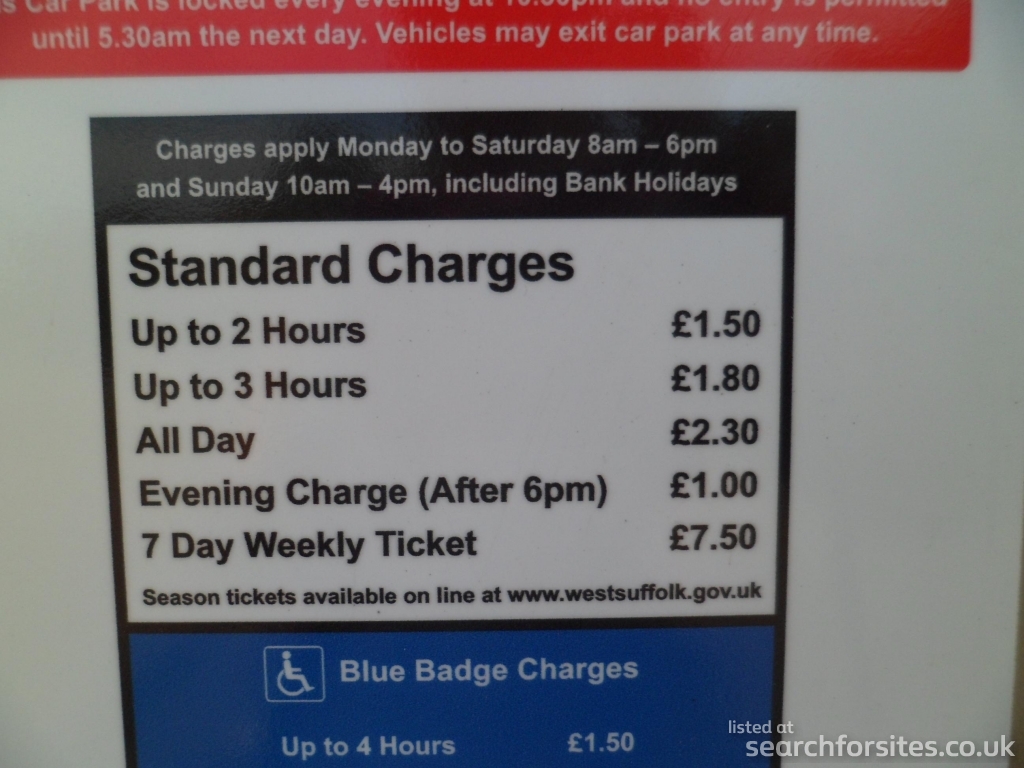 s Car Park is locked every evening at 10.30pm and no entry is permitted
until 5.30am the next day. Vehicles may exit car park at any time.
Charges apply Monday to Saturday 8am – 6pm
and Sunday 10am – 4pm, including Bank Holidays
Standard Charges
Up to 2 Hours £1.50
Up to 3 Hours £1.80
All Day £2.30
Evening Charge (After 6pm) £1.00
7 Day Weekly Ticket £7.50
Season tickets available on line at www.westsuffolk.gov.uk
Blue Badge Charges
Up to 4 Hours £1.50
listed at
searchforsites.co.uk